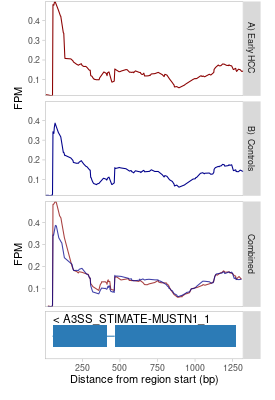 0.4
0.3
0.2
0.1
A) Early HCC
FPM
0.4
0.3
0.2
0.1
B) Controls
0.4
0.3
0.2
0.1
Combined
FPM
< A3SS_STIMATE-MUSTN1_1
250 500 750 1000 1250
Distance from region start (bp)